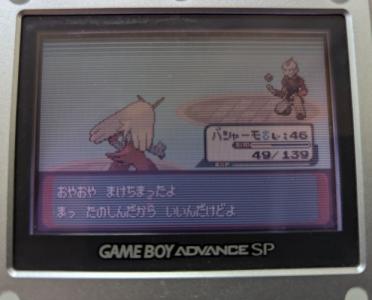 バシャーモ♂ Lv46
49/139
おやおや まけちまったよ
まっ たのしんだから いいんだけどよ
GAME BOY ADVANCE SP